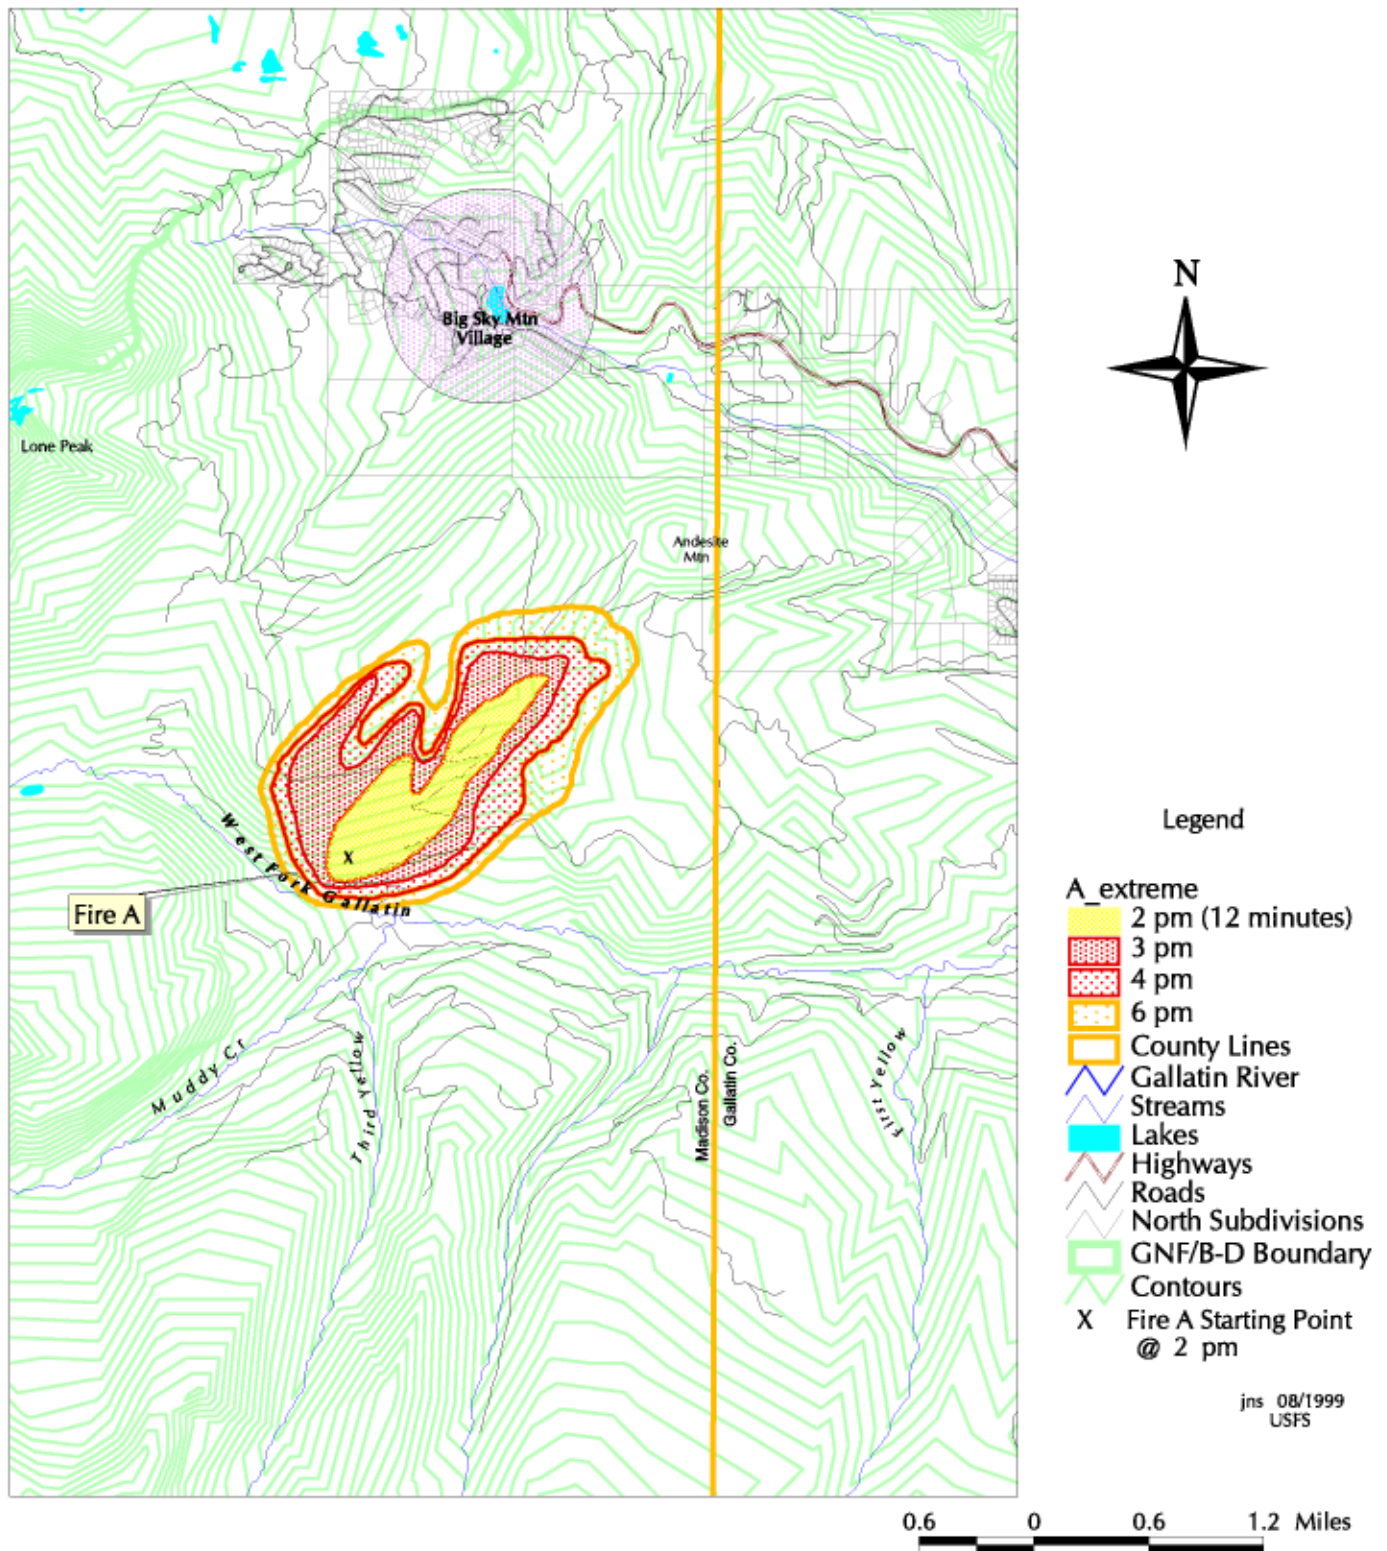 Big Sky Mtn
Village
Lone Peak
Andesite
Mtn
West Fork Gallatin
Fire A
Muddy Cr
Third Yellow
Madison Co.
Gallatin Co.
First Yellow
N
Legend
A_extreme
2 pm (12 minutes)
3 pm
4 pm
6 pm
County Lines
Gallatin River
Streams
Lakes
Highways
Roads
North Subdivisions
GNF/B-D Boundary
Contours
X Fire A Starting Point
@ 2 pm
X
jns 08/1999
USFS
0.6 0 0.6 1.2 Miles